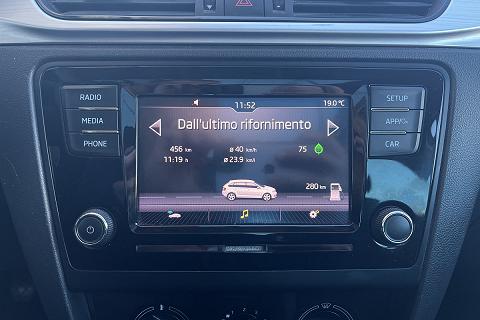 RADIO
MEDIA
PHONE
SETUP
APP/
CAR
11:52
19.0 °C
Dall'ultimo rifornimento
456 km ø 40 km/h 75
11:19 h ø 23.9 km/l
280 km